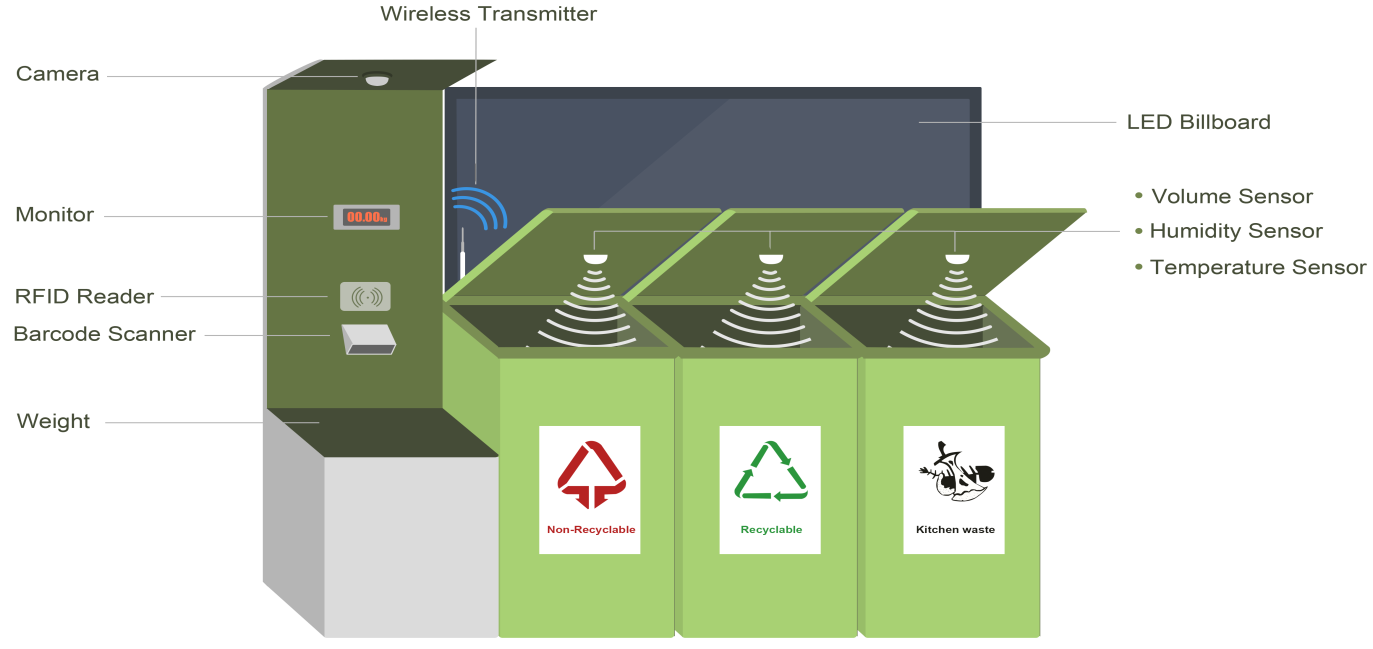 Wireless Transmitter
Camera
LED Billboard
Volume Sensor
Monitor
00.00KG
Humidity Sensor
Temperature Sensor
RFID Reader
Barcode Scanner
Weight
Non-Recyclable
Recyclable
Kitchen waste